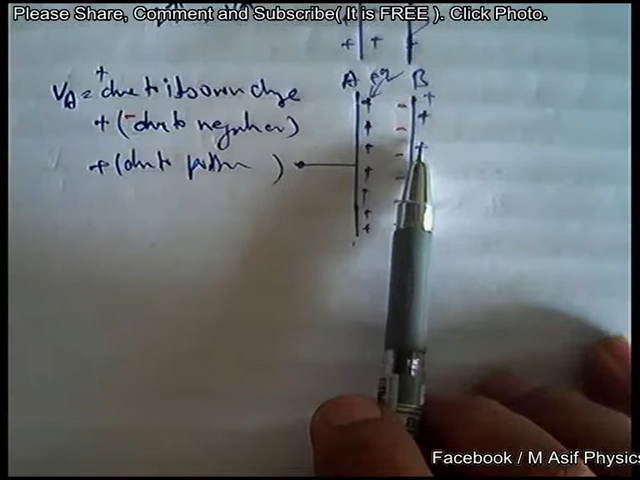 Please Share, Comment and Subscribe( It is FREE ). Click Photo.
A +q B
VA = + due to its own charge
+ (- due to negative)
+ (due to )
Facebook / M Asif Physics